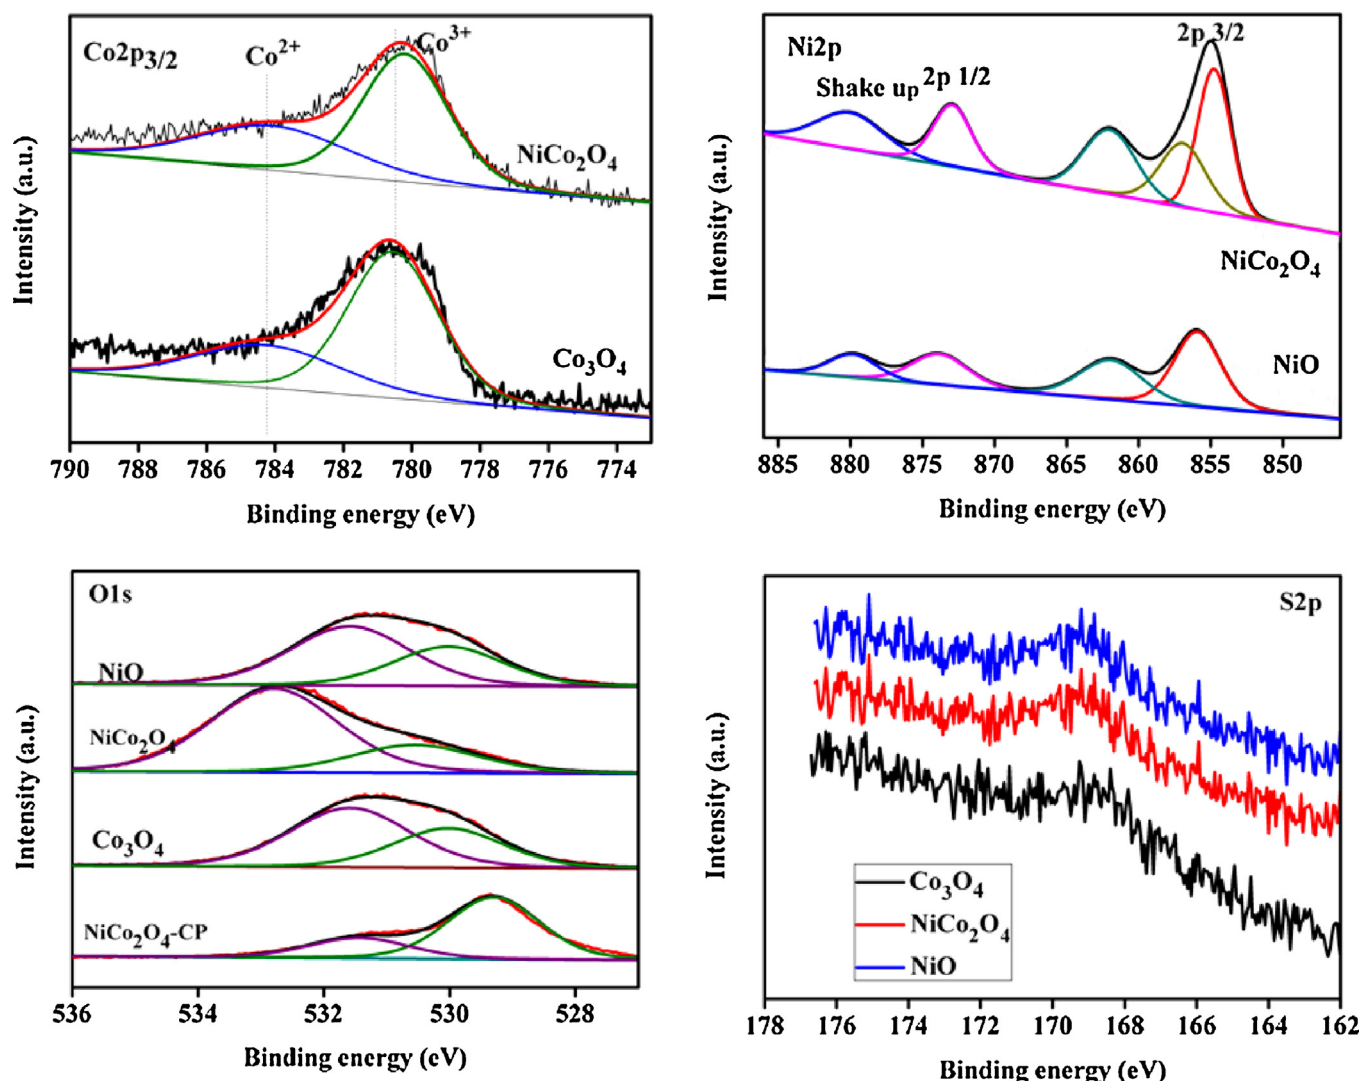 Co2p3/2
Co2+
Co3+
NiCo2O4
Co3O4
Intensity (a.u.)
790 788 786 784 782 780 778 776 774
Binding energy (eV)
Ni2p
Shake up
2p 1/2
2p 3/2
NiCo2O4
NiO
Intensity (a.u.)
885 880 875 870 865 860 855 850
Binding energy (eV)
O1s
NiO
NiCo2O4
Co3O4
NiCo2O4-CP
Intensity (a.u.)
536 534 532 530 528
Binding energy (eV)
S2p
Co3O4
NiCo2O4
NiO
Intensity (a.u.)
178 176 174 172 170 168 166 164 162
Binding energy (eV)